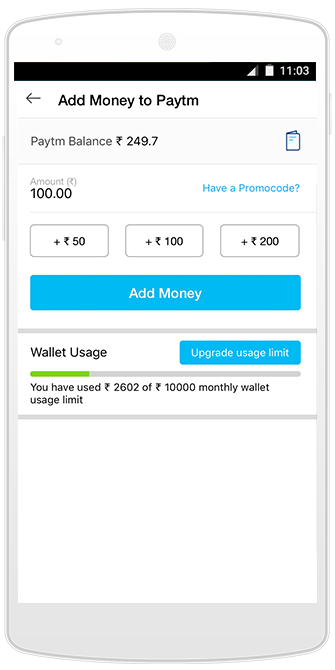 11:03
Add Money to Paytm
Paytm Balance ₹ 249.7
Amount (₹)
100.00
Have a Promocode?
+ ₹ 50
+ ₹ 100
+ ₹ 200
Add Money
Wallet Usage
Upgrade usage limit
You have used ₹ 2602 of ₹ 10000 monthly wallet
usage limit